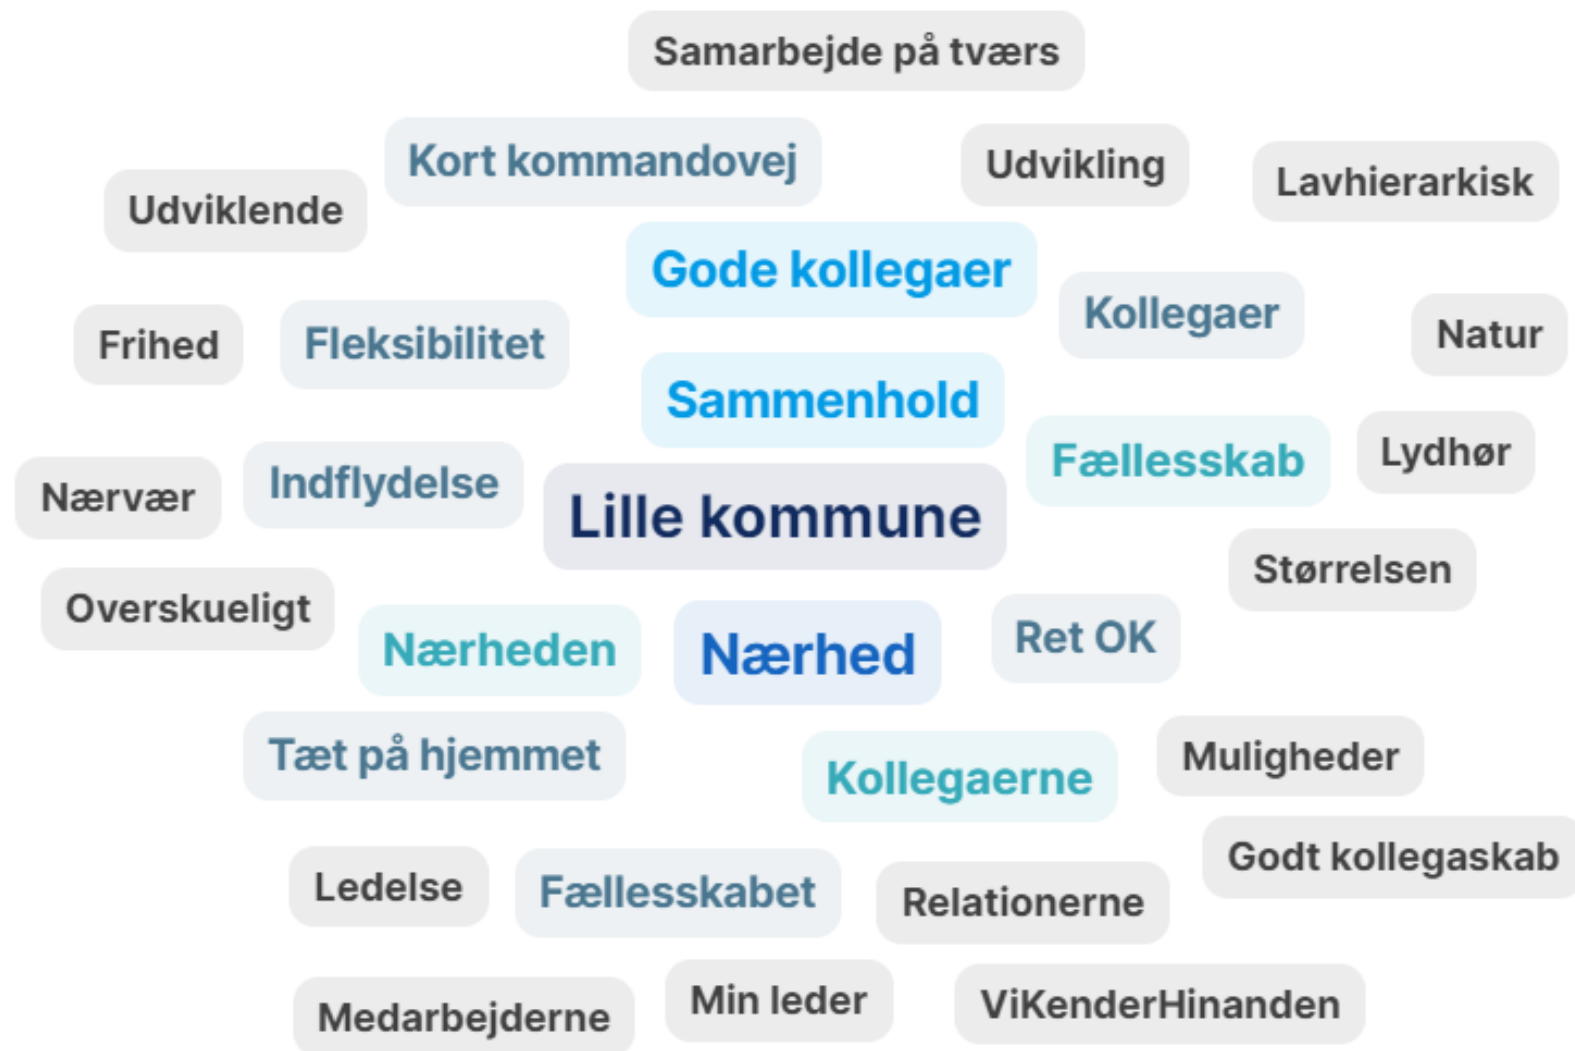 Samarbejde på tværs
Kort kommandovej
Udvikling
Lavhierarkisk
Udviklende
Gode kollegaer
Kollegaer
Natur
Frihed
Fleksibilitet
Sammenhold
Fællesskab
Lydhør
Nærvær
Indflydelse
Lille kommune
Størrelsen
Overskueligt
Nærheden
Nærhed
Ret OK
Tæt på hjemmet
Kollegaerne
Muligheder
Godt kollegaskab
Ledelse
Fællesskabet
Relationerne
Medarbejderne
Min leder
ViKenderHinanden